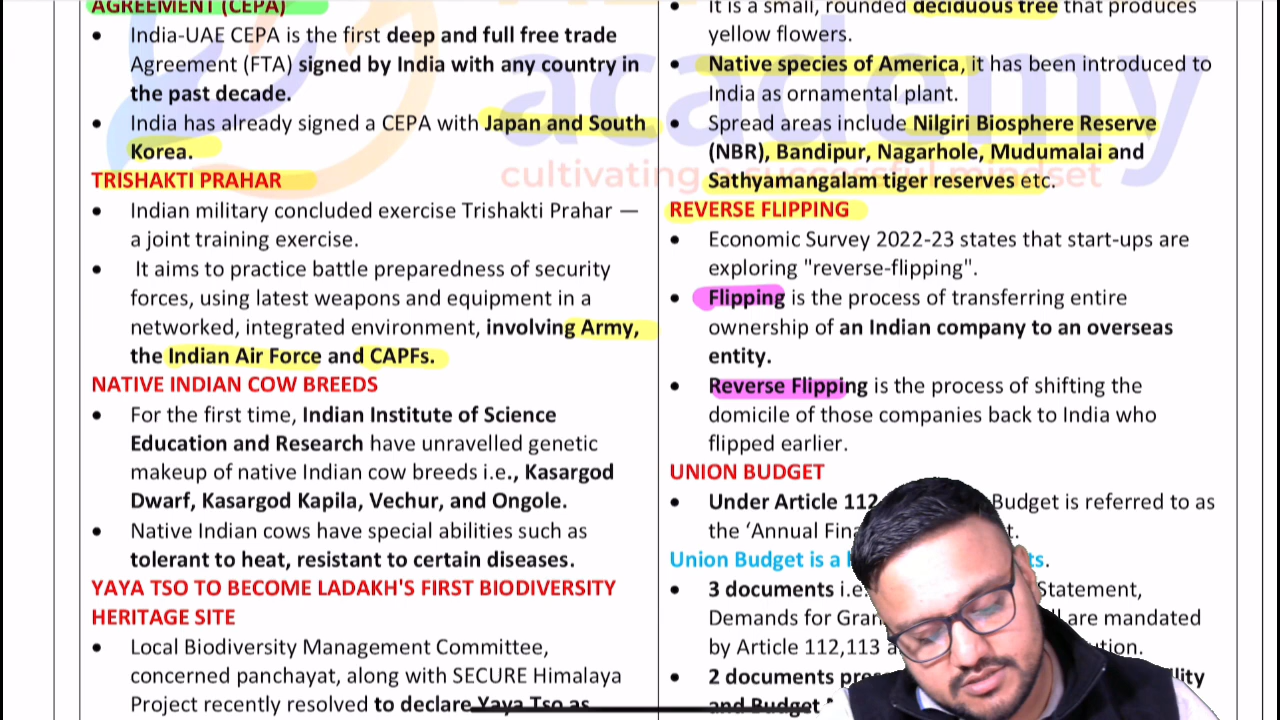 AGREEMENT (CEPA)
• India-UAE CEPA is the first deep and full free trade
Agreement (FTA) signed by India with any country in
the past decade.
• India has already signed a CEPA with Japan and South
Korea.
TRISHAKTI PRAHAR
• Indian military concluded exercise Trishakti Prahar —
a joint training exercise.
• It aims to practice battle preparedness of security
forces, using latest weapons and equipment in a
networked, integrated environment, involving Army,
the Indian Air Force and CAPFs.
NATIVE INDIAN COW BREEDS
• For the first time, Indian Institute of Science
Education and Research have unravelled genetic
makeup of native Indian cow breeds i.e., Kasargod
Dwarf, Kasargod Kapila, Vechur, and Ongole.
• Native Indian cows have special abilities such as
tolerant to heat, resistant to certain diseases.
YAYA TSO TO BECOME LADAKH'S FIRST BIODIVERSITY
HERITAGE SITE
• Local Biodiversity Management Committee,
concerned panchayat, along with SECURE Himalaya
Project recently resolved to declare Yaya Tso as
• It is a small, rounded deciduous tree that produces
yellow flowers.
• Native species of America, it has been introduced to
India as ornamental plant.
• Spread areas include Nilgiri Biosphere Reserve
(NBR), Bandipur, Nagarhole, Mudumalai and
Sathyamangalam tiger reserves etc.
REVERSE FLIPPING
• Economic Survey 2022-23 states that start-ups are
exploring "reverse-flipping".
• Flipping is the process of transferring entire
ownership of an Indian company to an overseas
entity.
• Reverse Flipping is the process of shifting the
domicile of those companies back to India who
flipped earlier.
UNION BUDGET
• Under Article 112 Budget is referred to as
the ‘Annual
Union Budget is a
• 3 documents i.e. Statement,
Demands for are mandated
by Article 112,113
• 2 documents
and Budget
academy
cultivating a successful mindset